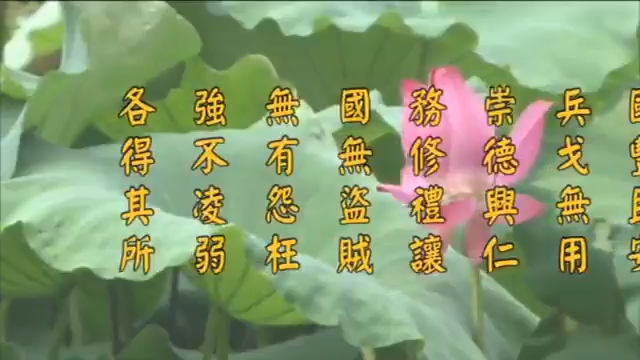 兵戈無用
崇德興仁
務修禮讓
國無盜賊
無有怨枉
強不凌弱
各得其所